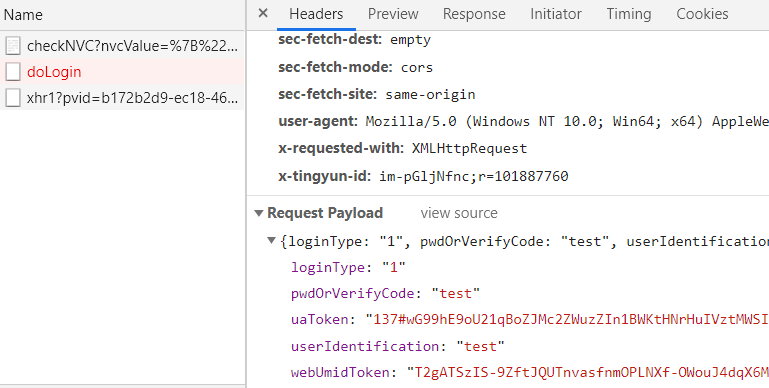 Name
× Headers Preview Response Initiator Timing Cookies
checkNVC?nvcValue=%7B%22...
doLogin
xhr1?pvid=b172b2d9-ec18-46...
sec-fetch-dest: empty
sec-fetch-mode: cors
sec-fetch-site: same-origin
user-agent: Mozilla/5.0 (Windows NT 10.0; Win64; x64) AppleWe
x-requested-with: XMLHttpRequest
x-tingyun-id: im-pGljNfnc;r=101887760
▼Request Payload view source
▼{loginType: "1", pwdOrVerifyCode: "test", userIdentification
loginType: "1"
pwdOrVerifyCode: "test"
uaToken: "137#wG99hE9oU21qBoZJMc2ZWuzZIn1BWKtHNrHuIVztMWSI
userIdentification: "test"
webUmidToken: "T2gATSzIS-9ZftJQUTnvasfnmOPLNXf-OWouJ4dqX6M